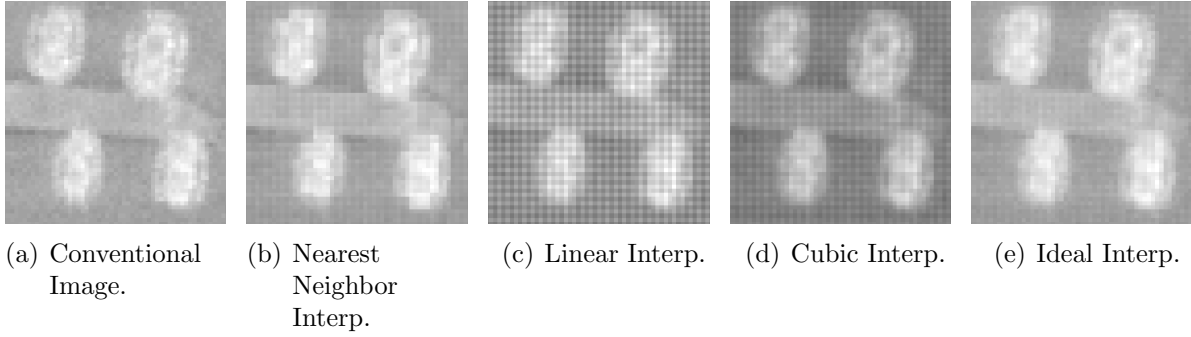 (a) Conventional
Image.
(b) Nearest
Neighbor
Interp.
(c) Linear Interp.
(d) Cubic Interp.
(e) Ideal Interp.